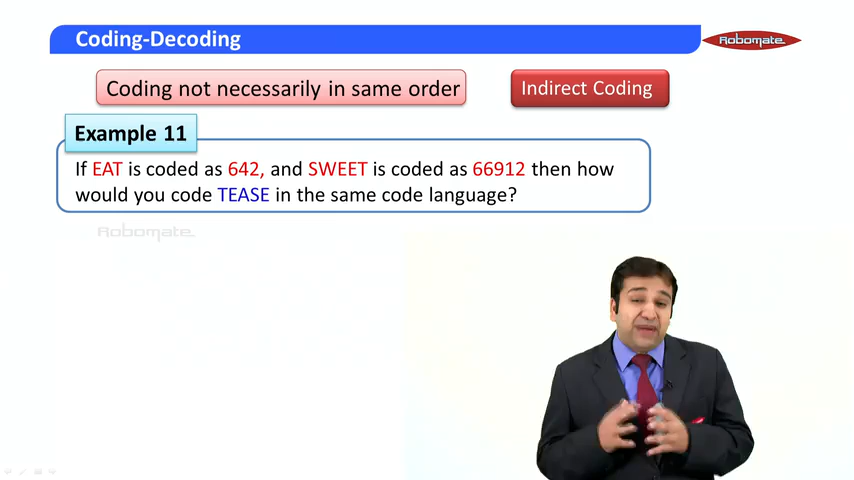 Coding-Decoding
Robomate
Coding not necessarily in same order
Indirect Coding
Example 11
If EAT is coded as 642, and SWEET is coded as 66912 then how
would you code TEASE in the same code language?
Robomate